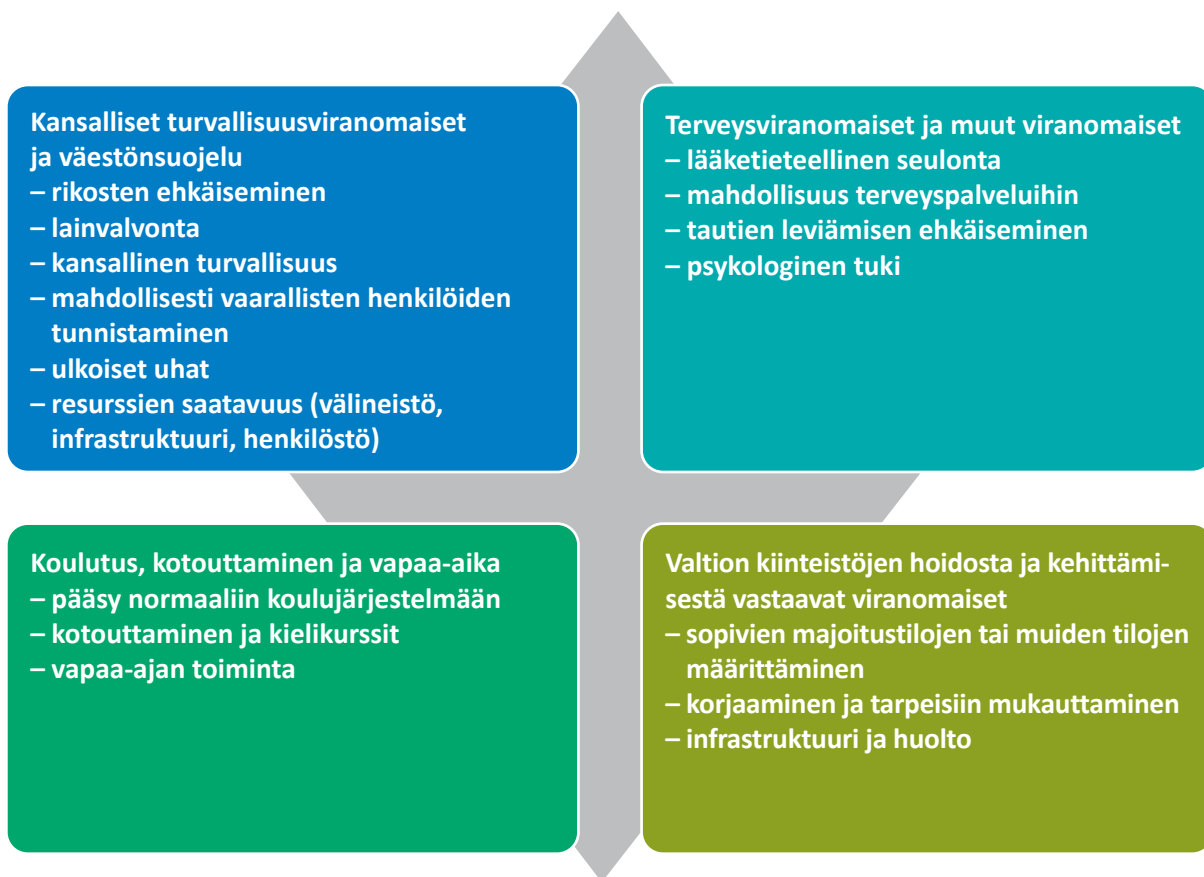 Kansalliset turvallisuusviranomaiset
ja väestönsuojelu
– rikosten ehkäiseminen
– lainvalvonta
– kansallinen turvallisuus
– mahdollisesti vaarallisten henkilöiden
tunnistaminen
– ulkoiset uhat
– resurssien saatavuus (välineistö,
infrastruktuuri, henkilöstö)
Terveysviranomaiset ja muut viranomaiset
– lääketieteellinen seulonta
– mahdollisuus terveyspalveluihin
– tautien leviämisen ehkäiseminen
– psykologinen tuki
Koulutus, kotouttaminen ja vapaa-aika
– pääsy normaaliin koulujärjestelmään
– kotouttaminen ja kielikurssit
– vapaa-ajan toiminta
Valtion kiinteistöjen hoidosta ja kehittämi-
sestä vastaavat viranomaiset
– sopivien majoitustilojen tai muiden tilojen
määrittäminen
– korjaaminen ja tarpeisiin mukauttaminen
– infrastruktuuri ja huolto